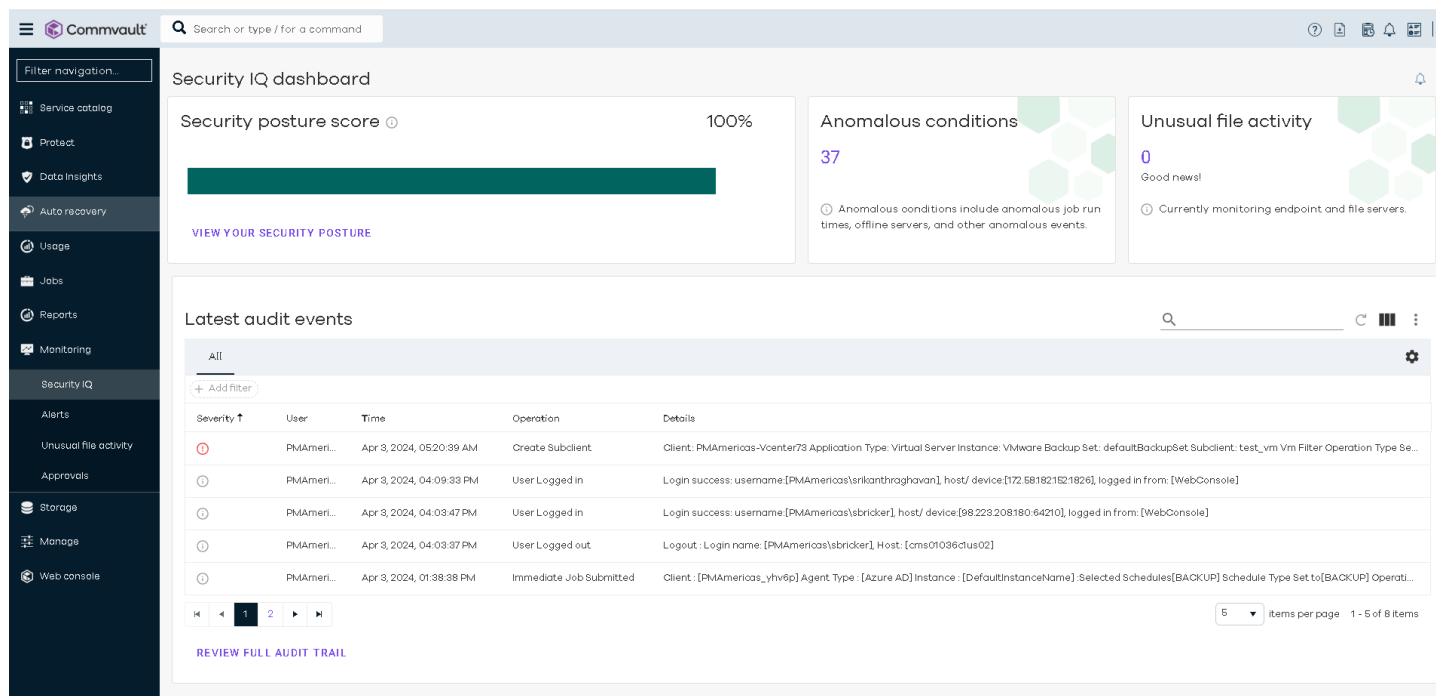 Commvault
Search or type / for a command
Filter navigation...
Service catalog
Protect
Data Insights
Auto recovery
Usage
Jobs
Reports
Monitoring
Security IQ
Alerts
Unusual file activity
Approvals
Storage
Manage
Web console
Security IQ dashboard
Security posture score
100%
VIEW YOUR SECURITY POSTURE
Anomalous conditions
37
Anomalous conditions include anomalous job run
times, offline servers, and other anomalous events.
Unusual file activity
0
Good news!
Currently monitoring endpoint and file servers.
Latest audit events
All
+ Add filter
Severity User Time Operation Details
PMAmeri... Apr 3, 2024, 05:20:39 AM Create Subclient Client: PMAmericas-Vcenter73 Application Type: Virtual Server Instance: VMware Backup Set: defaultBackupSet Subclient: test_vm Vm Filter Operation Type Se...
PMAmeri... Apr 3, 2024, 04:09:33 PM User Logged in Login success: username:[PMAmericas\srikanthraghavan], host/ device:[172.58.182.152:1826], logged in from: [WebConsole]
PMAmeri... Apr 3, 2024, 04:03:47 PM User Logged in Login success: username:[PMAmericas\sbricker], host/ device:[98.223.208.180:64210], logged in from: [WebConsole]
PMAmeri... Apr 3, 2024, 04:03:37 PM User Logged out Logout : Login name: [PMAmericas\sbricker], Host: [cms01036c1us02]
PMAmeri... Apr 3, 2024, 01:38:38 PM Immediate Job Submitted Client : [PMAmericas_yhv6p] Agent Type : [Azure AD] Instance : [DefaultInstanceName] :Selected Schedules[BACKUP] Schedule Type Set to[BACKUP] Operati...
1 2
5 items per page 1 - 5 of 8 items
REVIEW FULL AUDIT TRAIL